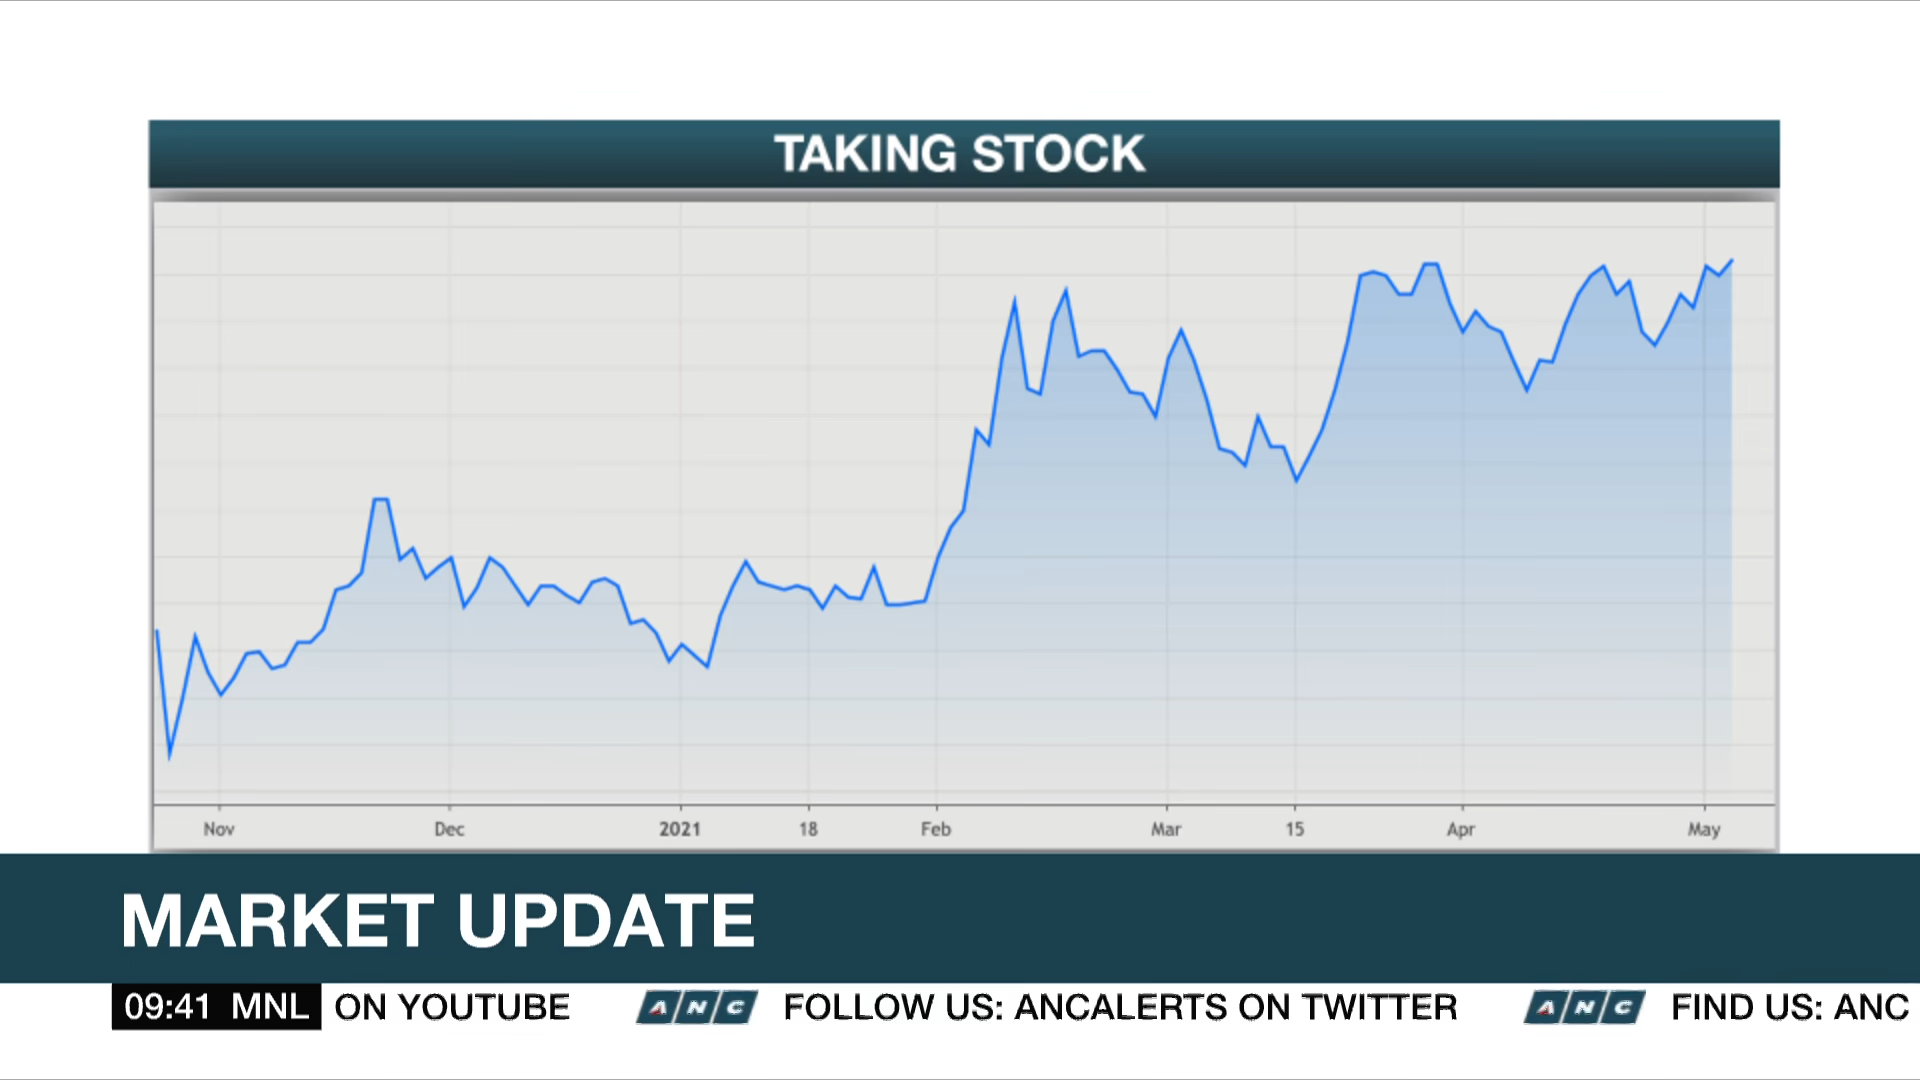 TAKING STOCK
Nov Dec 2021 18 Feb Mar 15 Apr May
MARKET UPDATE
09:41 MNL ON YOUTUBE ANC FOLLOW US: ANCALERTS ON TWITTER ANC FIND US: ANC